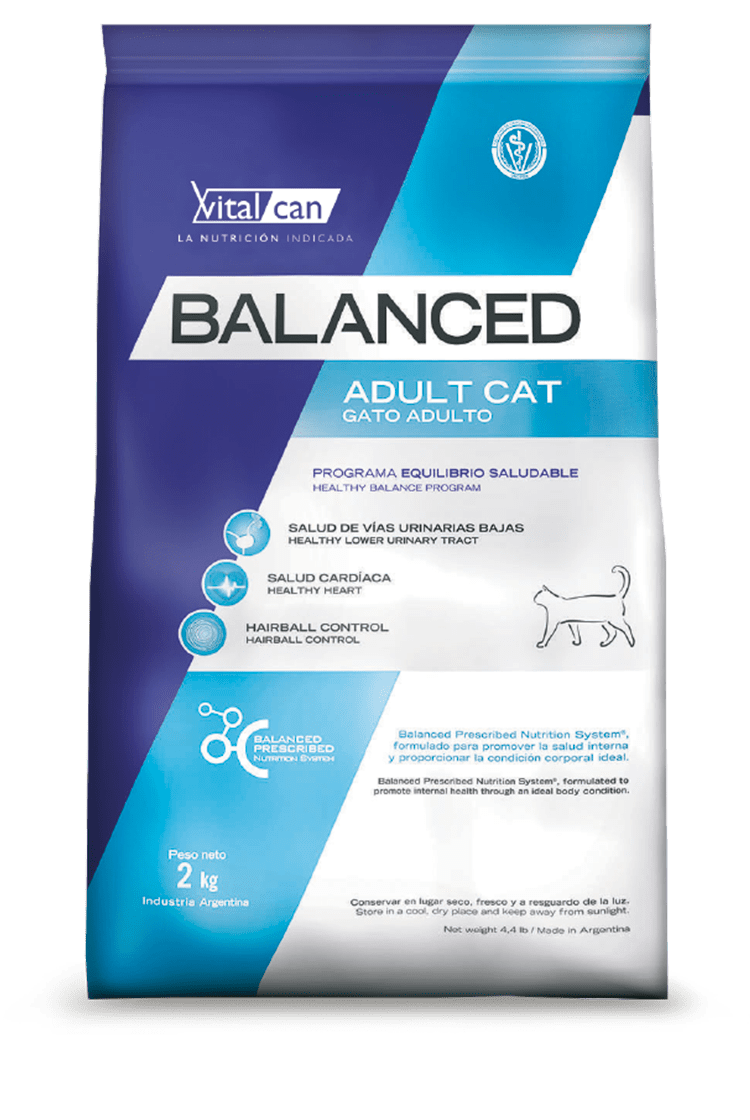 Vital can
LA NUTRICIÓN INDICADA
BALANCED
ADULT CAT
GATO ADULTO
PROGRAMA EQUILIBRIO SALUDABLE
HEALTHY BALANCE PROGRAM
SALUD DE VÍAS URINARIAS BAJAS
HEALTHY LOWER URINARY TRACT
SALUD CARDÍACA
HEALTHY HEART
HAIRBALL CONTROL
HAIRBALL CONTROL
BALANCED
PRESCRIBED
NUTRITION SYSTEM
Balanced Prescribed Nutrition System®,
formulado para promover la salud interna
y proporcionar la condición corporal ideal.
Balanced Prescribed Nutrition System®, formulated to
promote internal health through an ideal body condition.
Peso neto
2 kg
Industria Argentina
Conservar en lugar seco, fresco y a resguardo de la luz.
Store in a cool, dry place and keep away from sunlight.
Net weight 4,4 lb / Made in Argentina